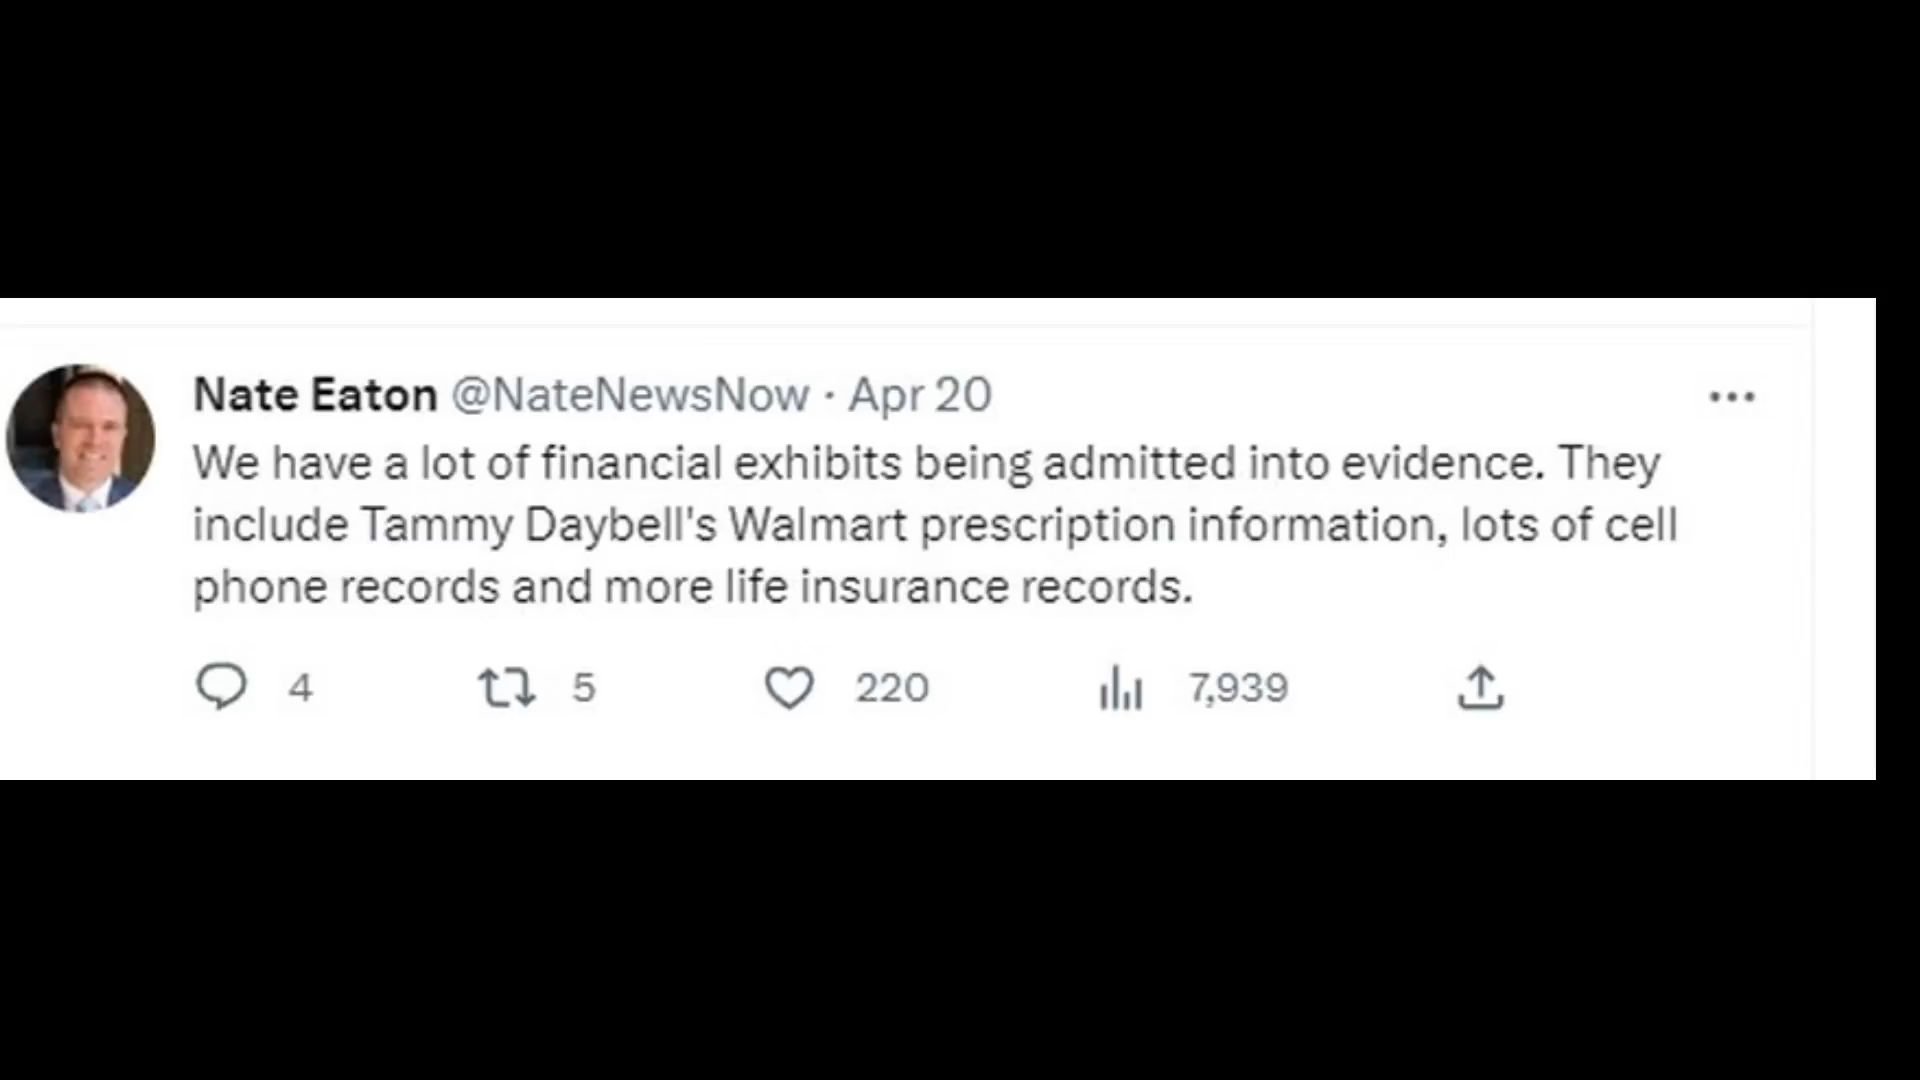 Nate Eaton @NateNewsNow · Apr 20
We have a lot of financial exhibits being admitted into evidence. They
include Tammy Daybell's Walmart prescription information, lots of cell
phone records and more life insurance records.
4 5 220 7,939